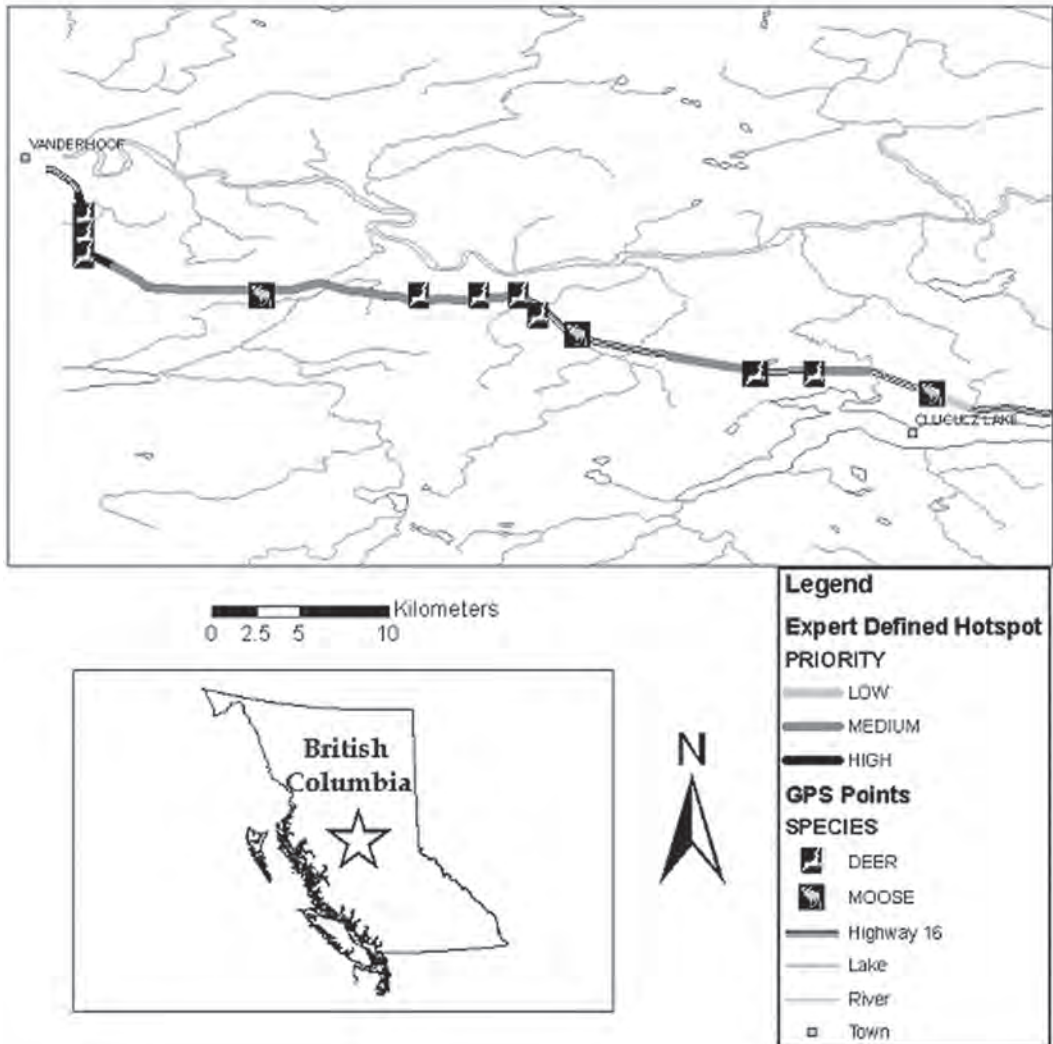 VANDERHOOF
CLUCULZ LAKE
Kilometers
0 2.5 5 10
British
Columbia
N
Legend
Expert Defined Hotspot
PRIORITY
LOW
MEDIUM
HIGH
GPS Points
SPECIES
DEER
MOOSE
Highway 16
Lake
River
Town